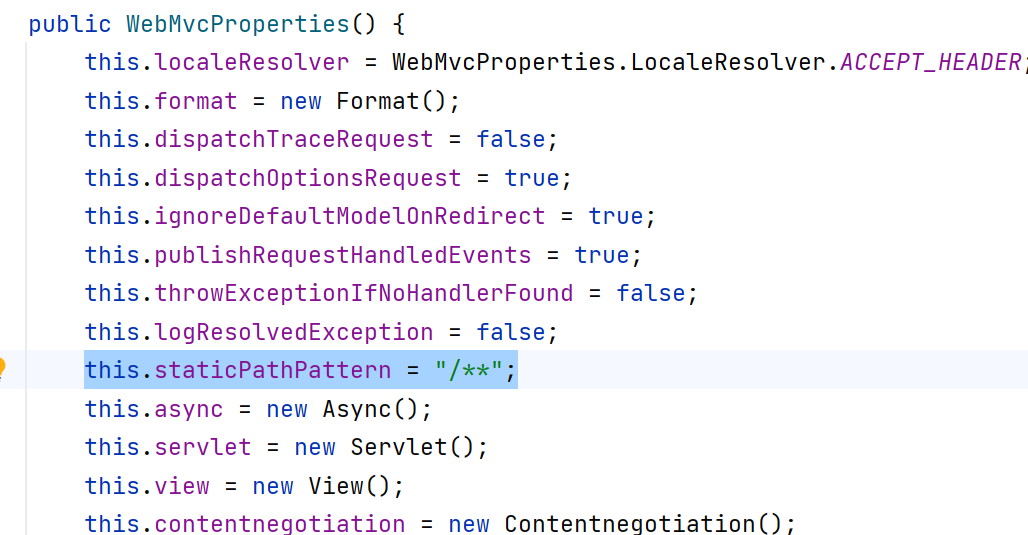 public WebMvcProperties() {
this.localeResolver = WebMvcProperties.LocaleResolver.ACCEPT_HEADER;
this.format = new Format();
this.dispatchTraceRequest = false;
this.dispatchOptionsRequest = true;
this.ignoreDefaultModelOnRedirect = true;
this.publishRequestHandledEvents = true;
this.throwExceptionIfNoHandlerFound = false;
this.logResolvedException = false;
this.staticPathPattern = "/**";
this.async = new Async();
this.servlet = new Servlet();
this.view = new View();
this.contentnegotiation = new Contentnegotiation();